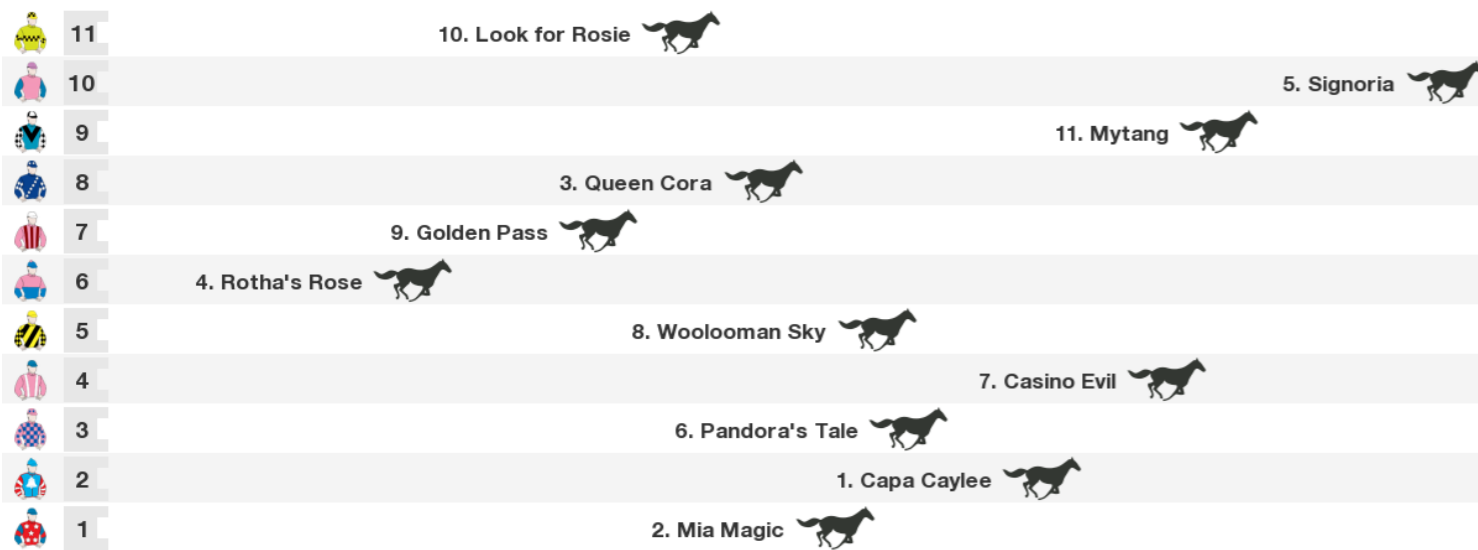 11 10. Look for Rosie
10 5. Signoria
9 11. Mytang
8 3. Queen Cora
7 9. Golden Pass
6 4. Rotha's Rose
5 8. Woolooman Sky
4 7. Casino Evil
3 6. Pandora's Tale
2 1. Capa Caylee
1 2. Mia Magic